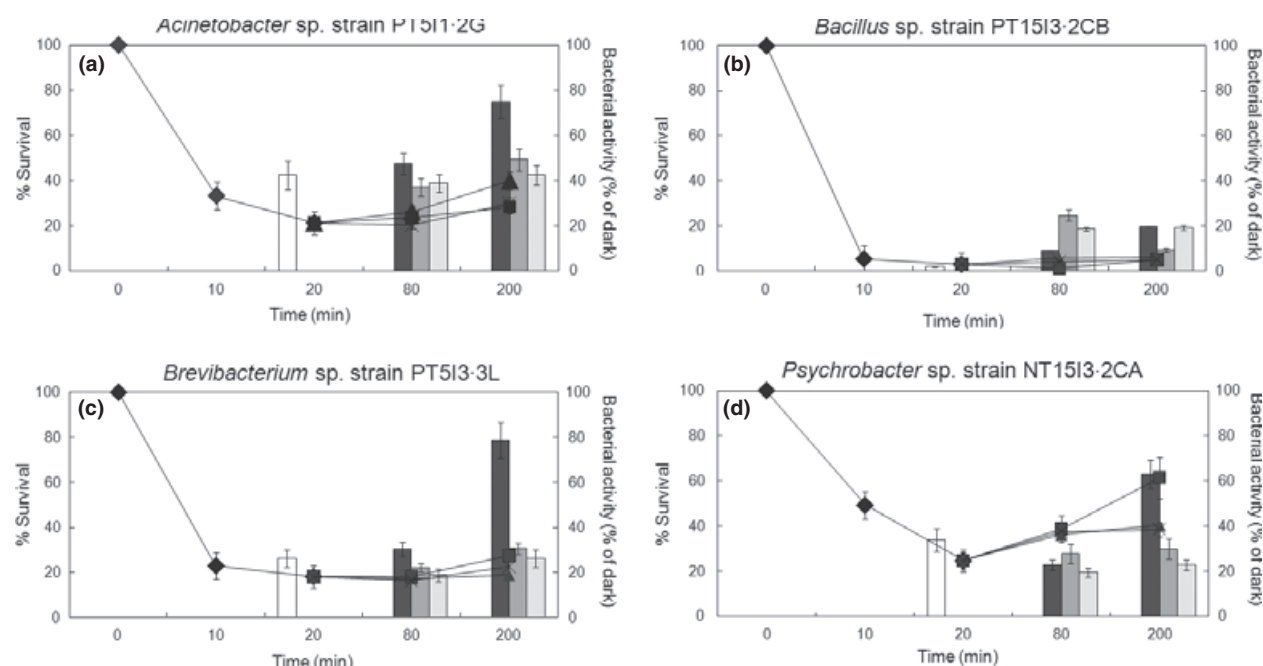 Acinetobacter sp. strain PT5I1·2G
(a)
100
80
60
40
20
0
% Survival
100
80
60
40
20
0
Bacterial activity (% of dark)
0 10 20 80 200
Time (min)
Bacillus sp. strain PT15I3·2CB
(b)
100
80
60
40
20
0
% Survival
100
80
60
40
20
0
Bacterial activity (% of dark)
0 10 20 80 200
Time (min)
Brevibacterium sp. strain PT5I3·3L
(c)
100
80
60
40
20
0
% Survival
100
80
60
40
20
0
Bacterial activity (% of dark)
0 10 20 80 200
Time (min)
Psychrobacter sp. strain NT15I3·2CA
(d)
100
80
60
40
20
0
% Survival
100
80
60
40
20
0
Bacterial activity (% of dark)
0 10 20 80 200
Time (min)